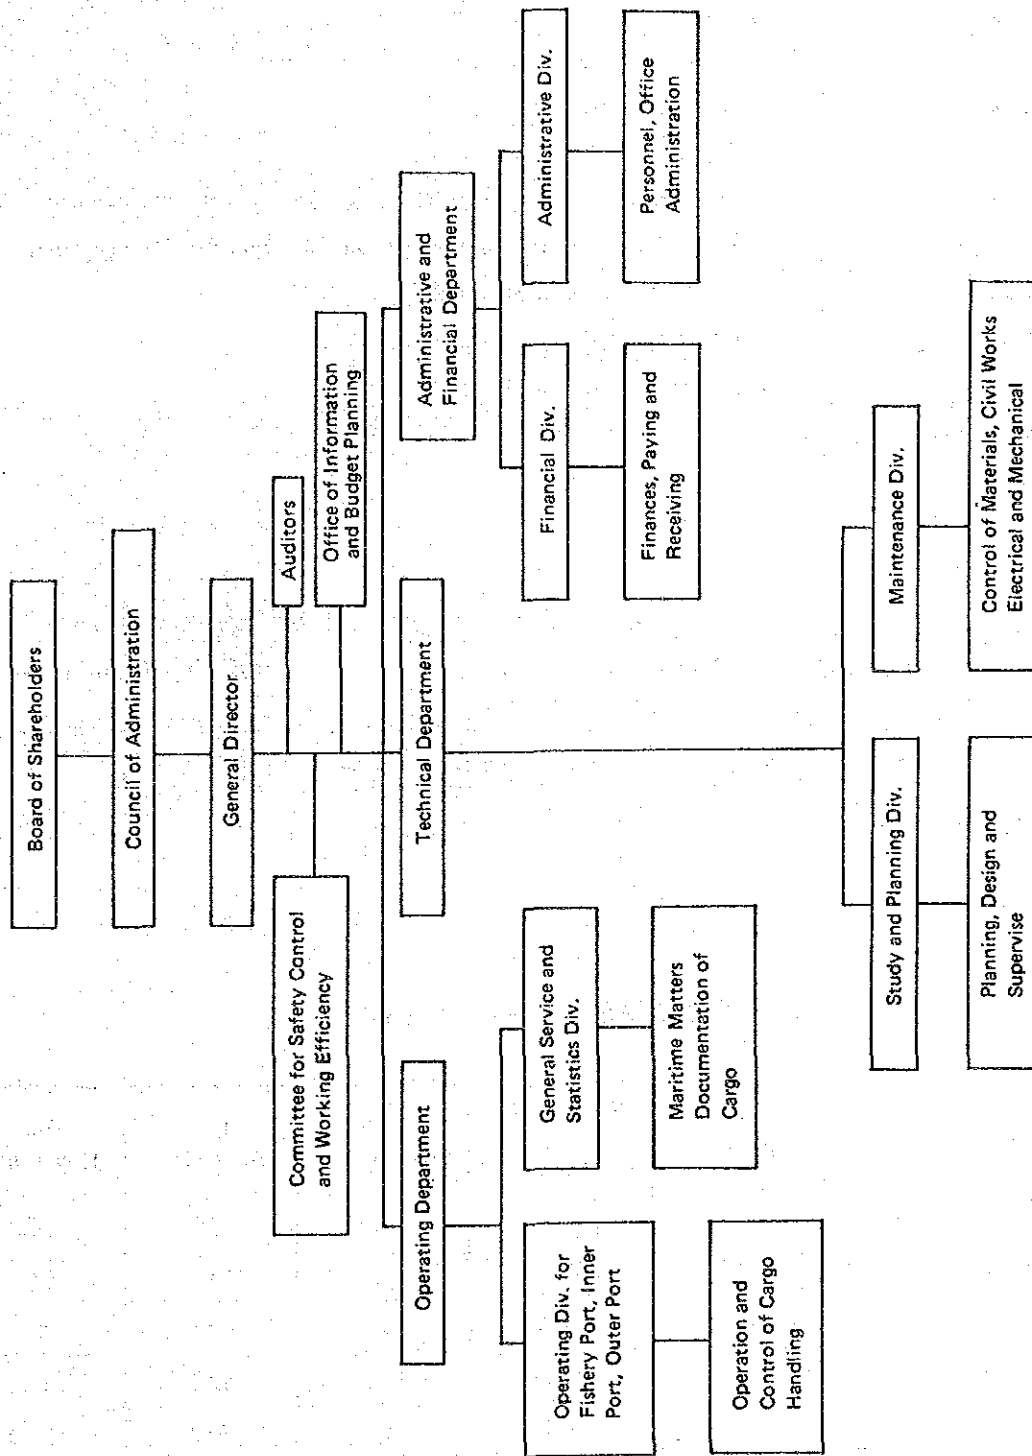 Board of Shareholders
Council of Administration
General Director
Committee for Safety Control
and Working Efficiency
Auditors
Office of Information
and Budget Planning
Operating Department
Technical Department
Administrative and
Financial Department
Operating Div. for
Fishery Port, Inner
Port, Outer Port
General Service and
Statistics Div.
Financial Div.
Administrative Div.
Operation and
Control of Cargo
Handling
Maritime Matters
Documentation of
Cargo
Finances, Paying and
Receiving
Personnel, Office
Administration
Study and Planning Div.
Maintenance Div.
Planning, Design and
Supervise
Control of Materials, Civil Works
Electrical and Mechanical